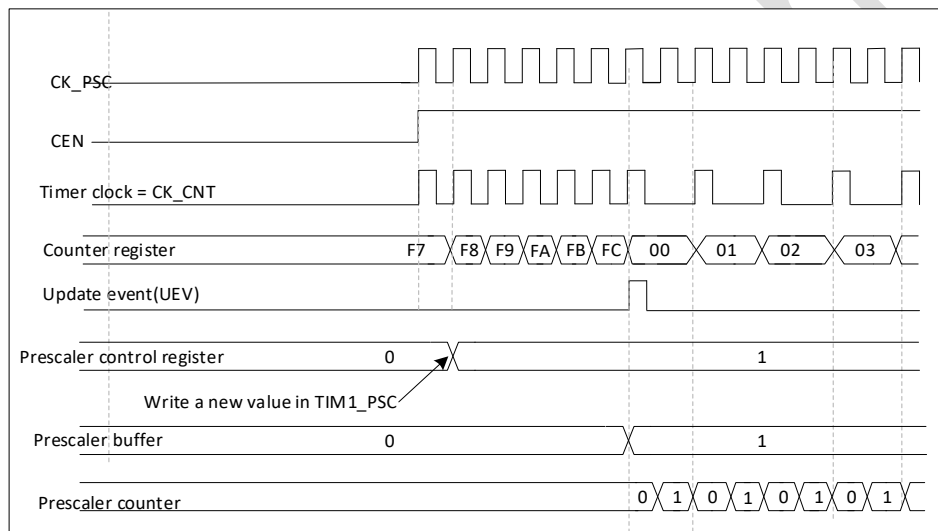 CK_PSC
CEN
Timer clock = CK_CNT
Counter register F7 F8 F9 FA FB FC 00 01 02 03
Update event(UEV)
Prescaler control register 0 1
Write a new value in TIM1_PSC
Prescaler buffer 0 1
Prescaler counter 0 1 0 1 0 1 0 1